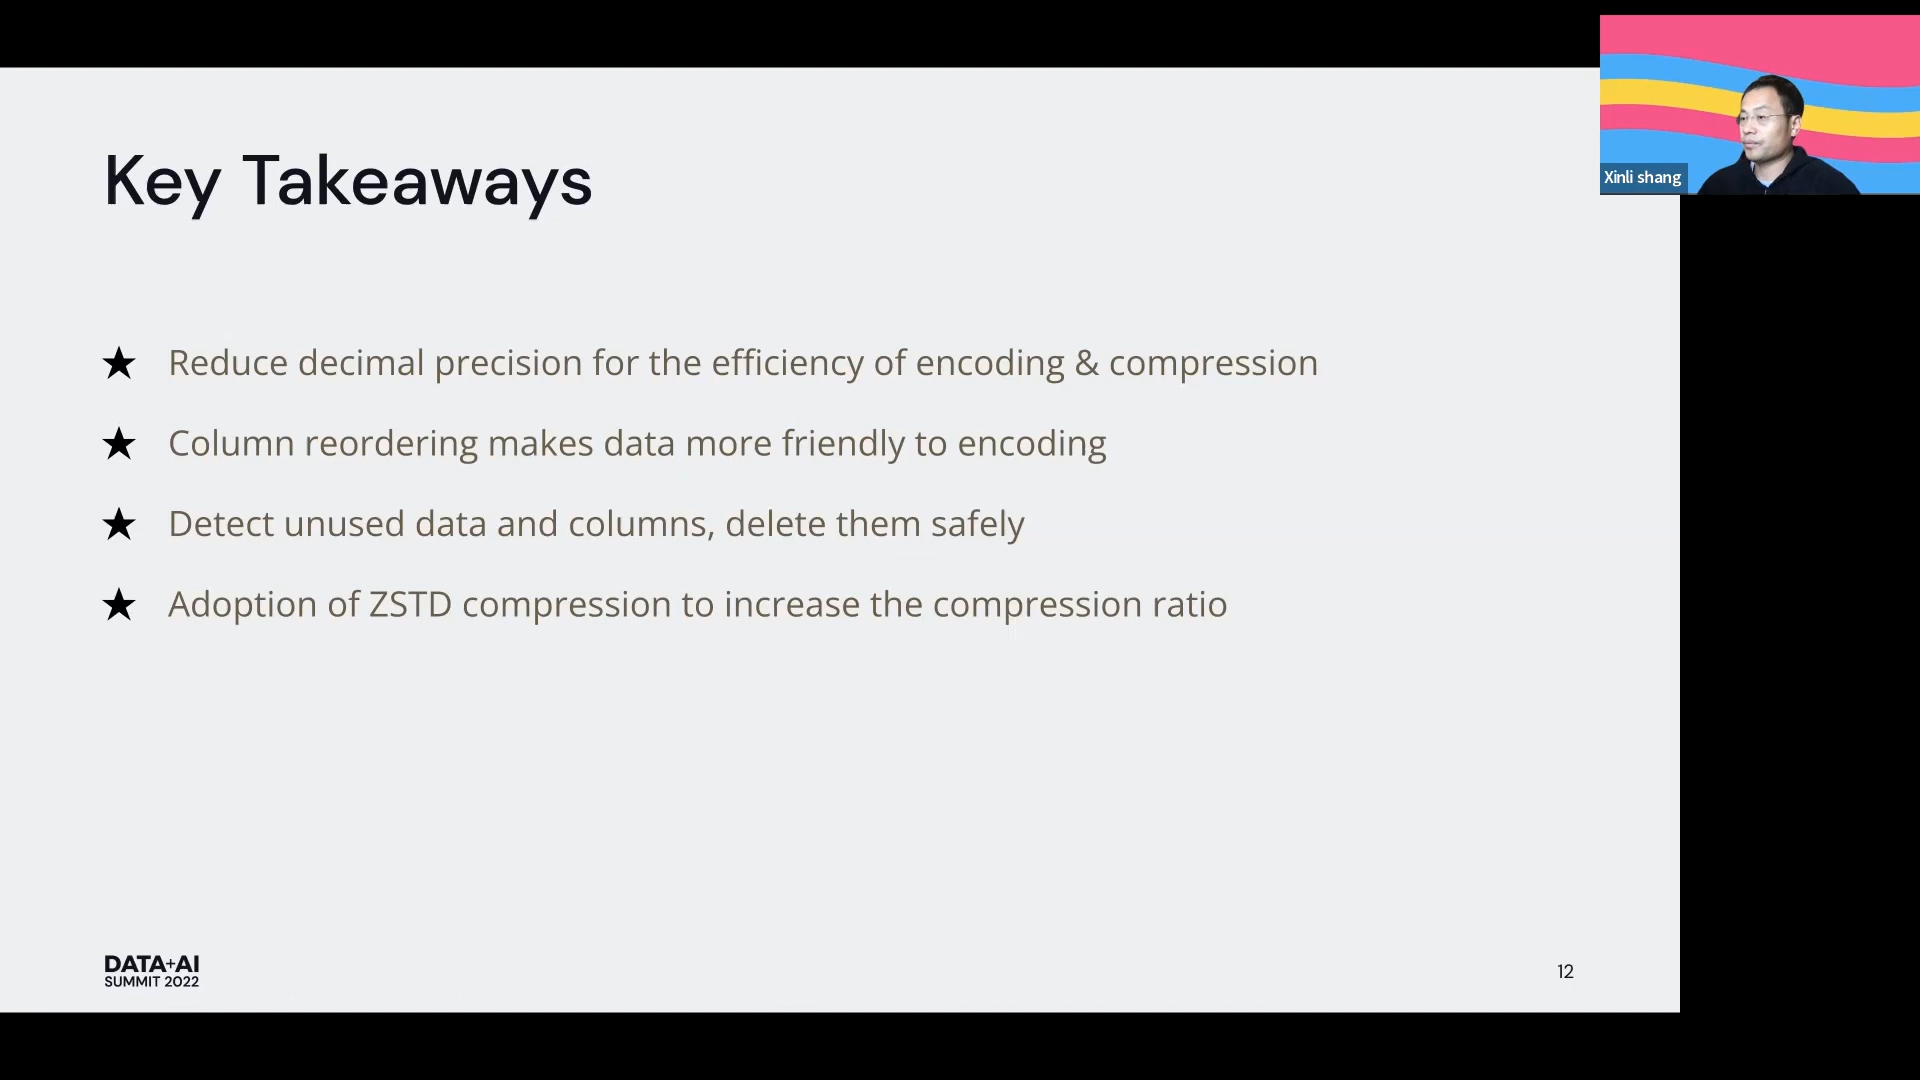 Key Takeaways
Xinli shang
★ Reduce decimal precision for the efficiency of encoding & compression
★ Column reordering makes data more friendly to encoding
★ Detect unused data and columns, delete them safely
★ Adoption of ZSTD compression to increase the compression ratio
DATA+AI
SUMMIT 2022
12